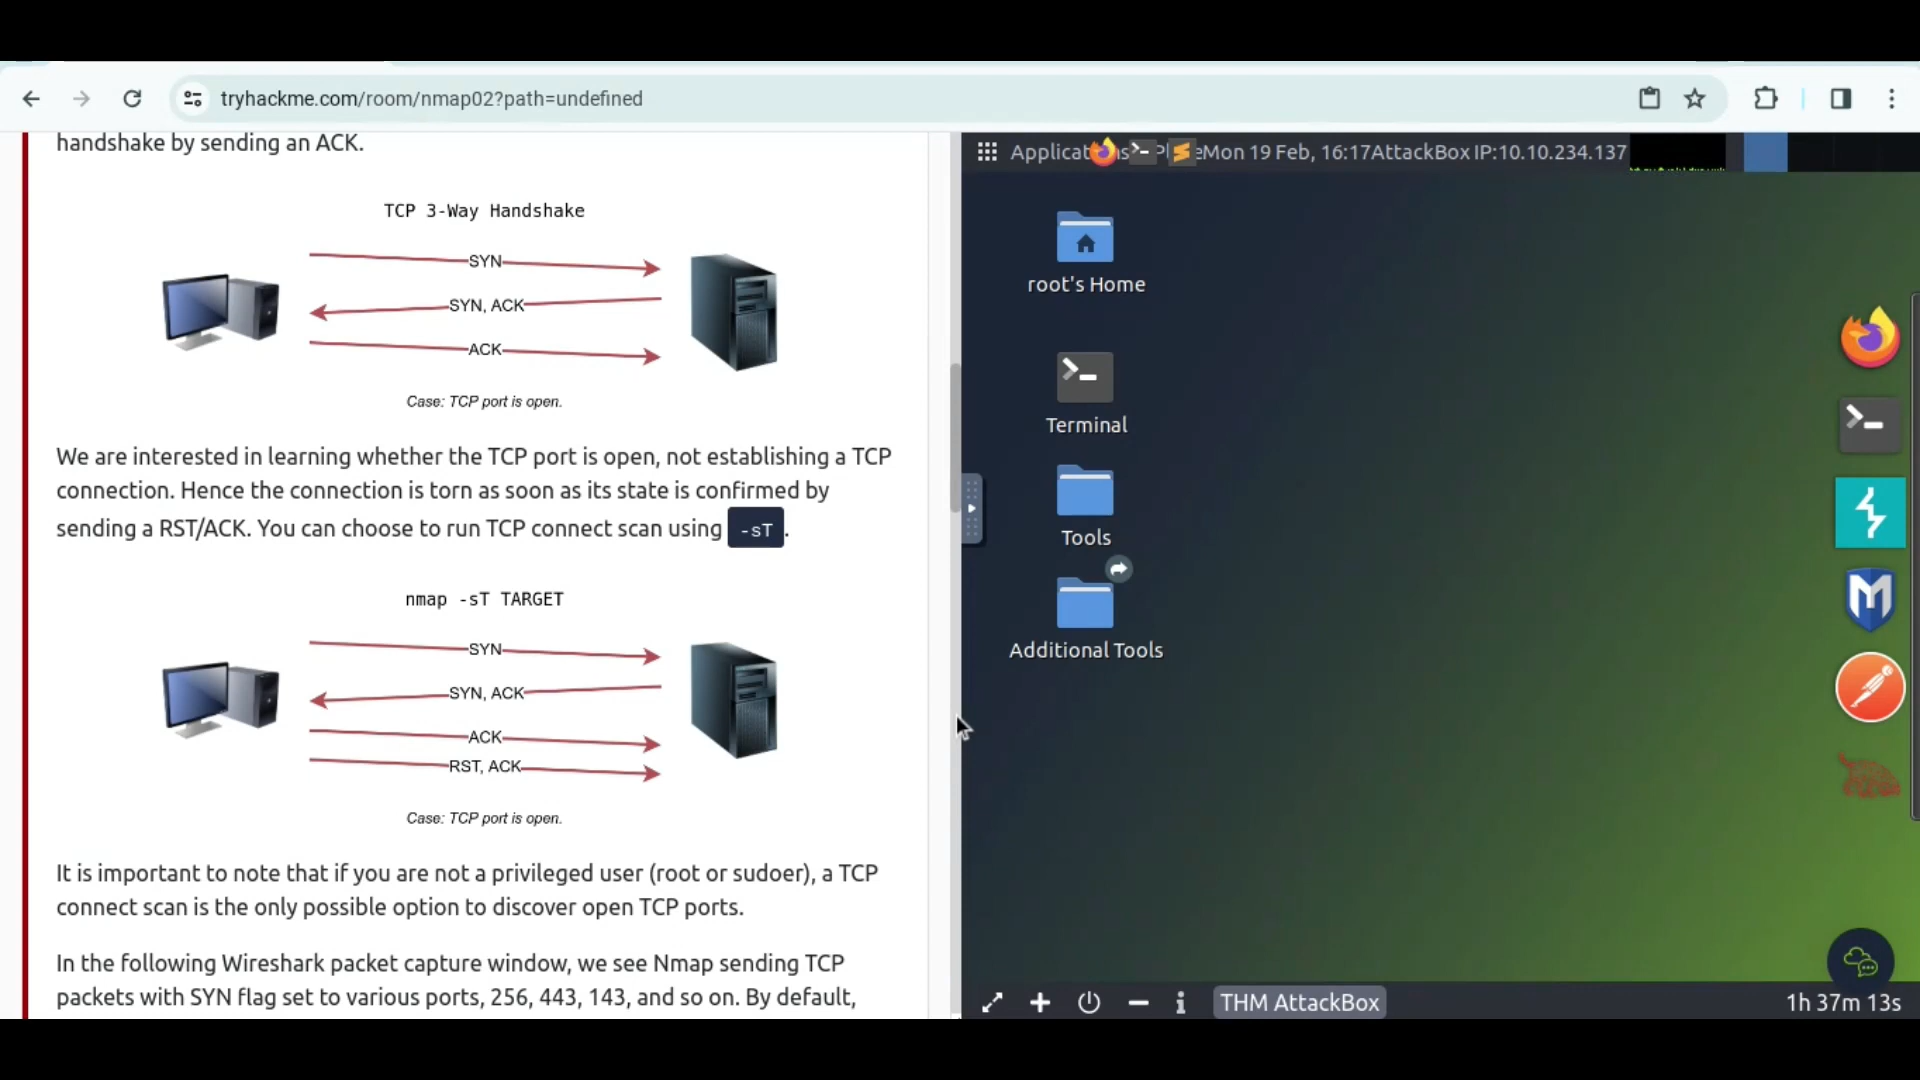 tryhackme.com/room/nmap02?path=undefined
handshake by sending an ACK.
TCP 3-Way Handshake
SYN
SYN, ACK
ACK
Case: TCP port is open.
We are interested in learning whether the TCP port is open, not establishing a TCP
connection. Hence the connection is torn as soon as its state is confirmed by
sending a RST/ACK. You can choose to run TCP connect scan using -sT.
nmap -sT TARGET
SYN
SYN, ACK
ACK
RST, ACK
Case: TCP port is open.
It is important to note that if you are not a privileged user (root or sudoer), a TCP
connect scan is the only possible option to discover open TCP ports.
In the following Wireshark packet capture window, we see Nmap sending TCP
packets with SYN flag set to various ports, 256, 443, 143, and so on. By default,
Mon 19 Feb, 16:17 AttackBox IP:10.10.234.137
root's Home
Terminal
Tools
Additional Tools
THM AttackBox
1h 37m 13s